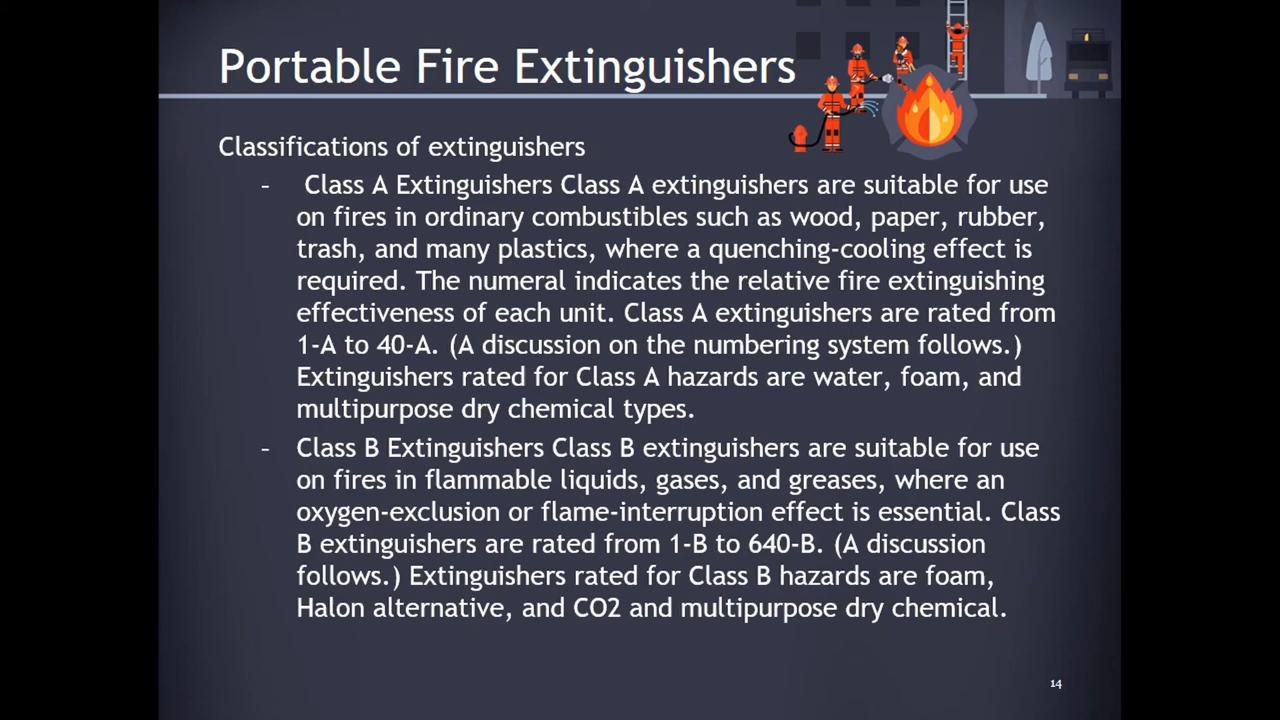 Portable Fire Extinguishers
Classifications of extinguishers
- Class A Extinguishers Class A extinguishers are suitable for use
on fires in ordinary combustibles such as wood, paper, rubber,
trash, and many plastics, where a quenching-cooling effect is
required. The numeral indicates the relative fire extinguishing
effectiveness of each unit. Class A extinguishers are rated from
1-A to 40-A. (A discussion on the numbering system follows.)
Extinguishers rated for Class A hazards are water, foam, and
multipurpose dry chemical types.
- Class B Extinguishers Class B extinguishers are suitable for use
on fires in flammable liquids, gases, and greases, where an
oxygen-exclusion or flame-interruption effect is essential. Class
B extinguishers are rated from 1-B to 640-B. (A discussion
follows.) Extinguishers rated for Class B hazards are foam,
Halon alternative, and CO2 and multipurpose dry chemical.
14